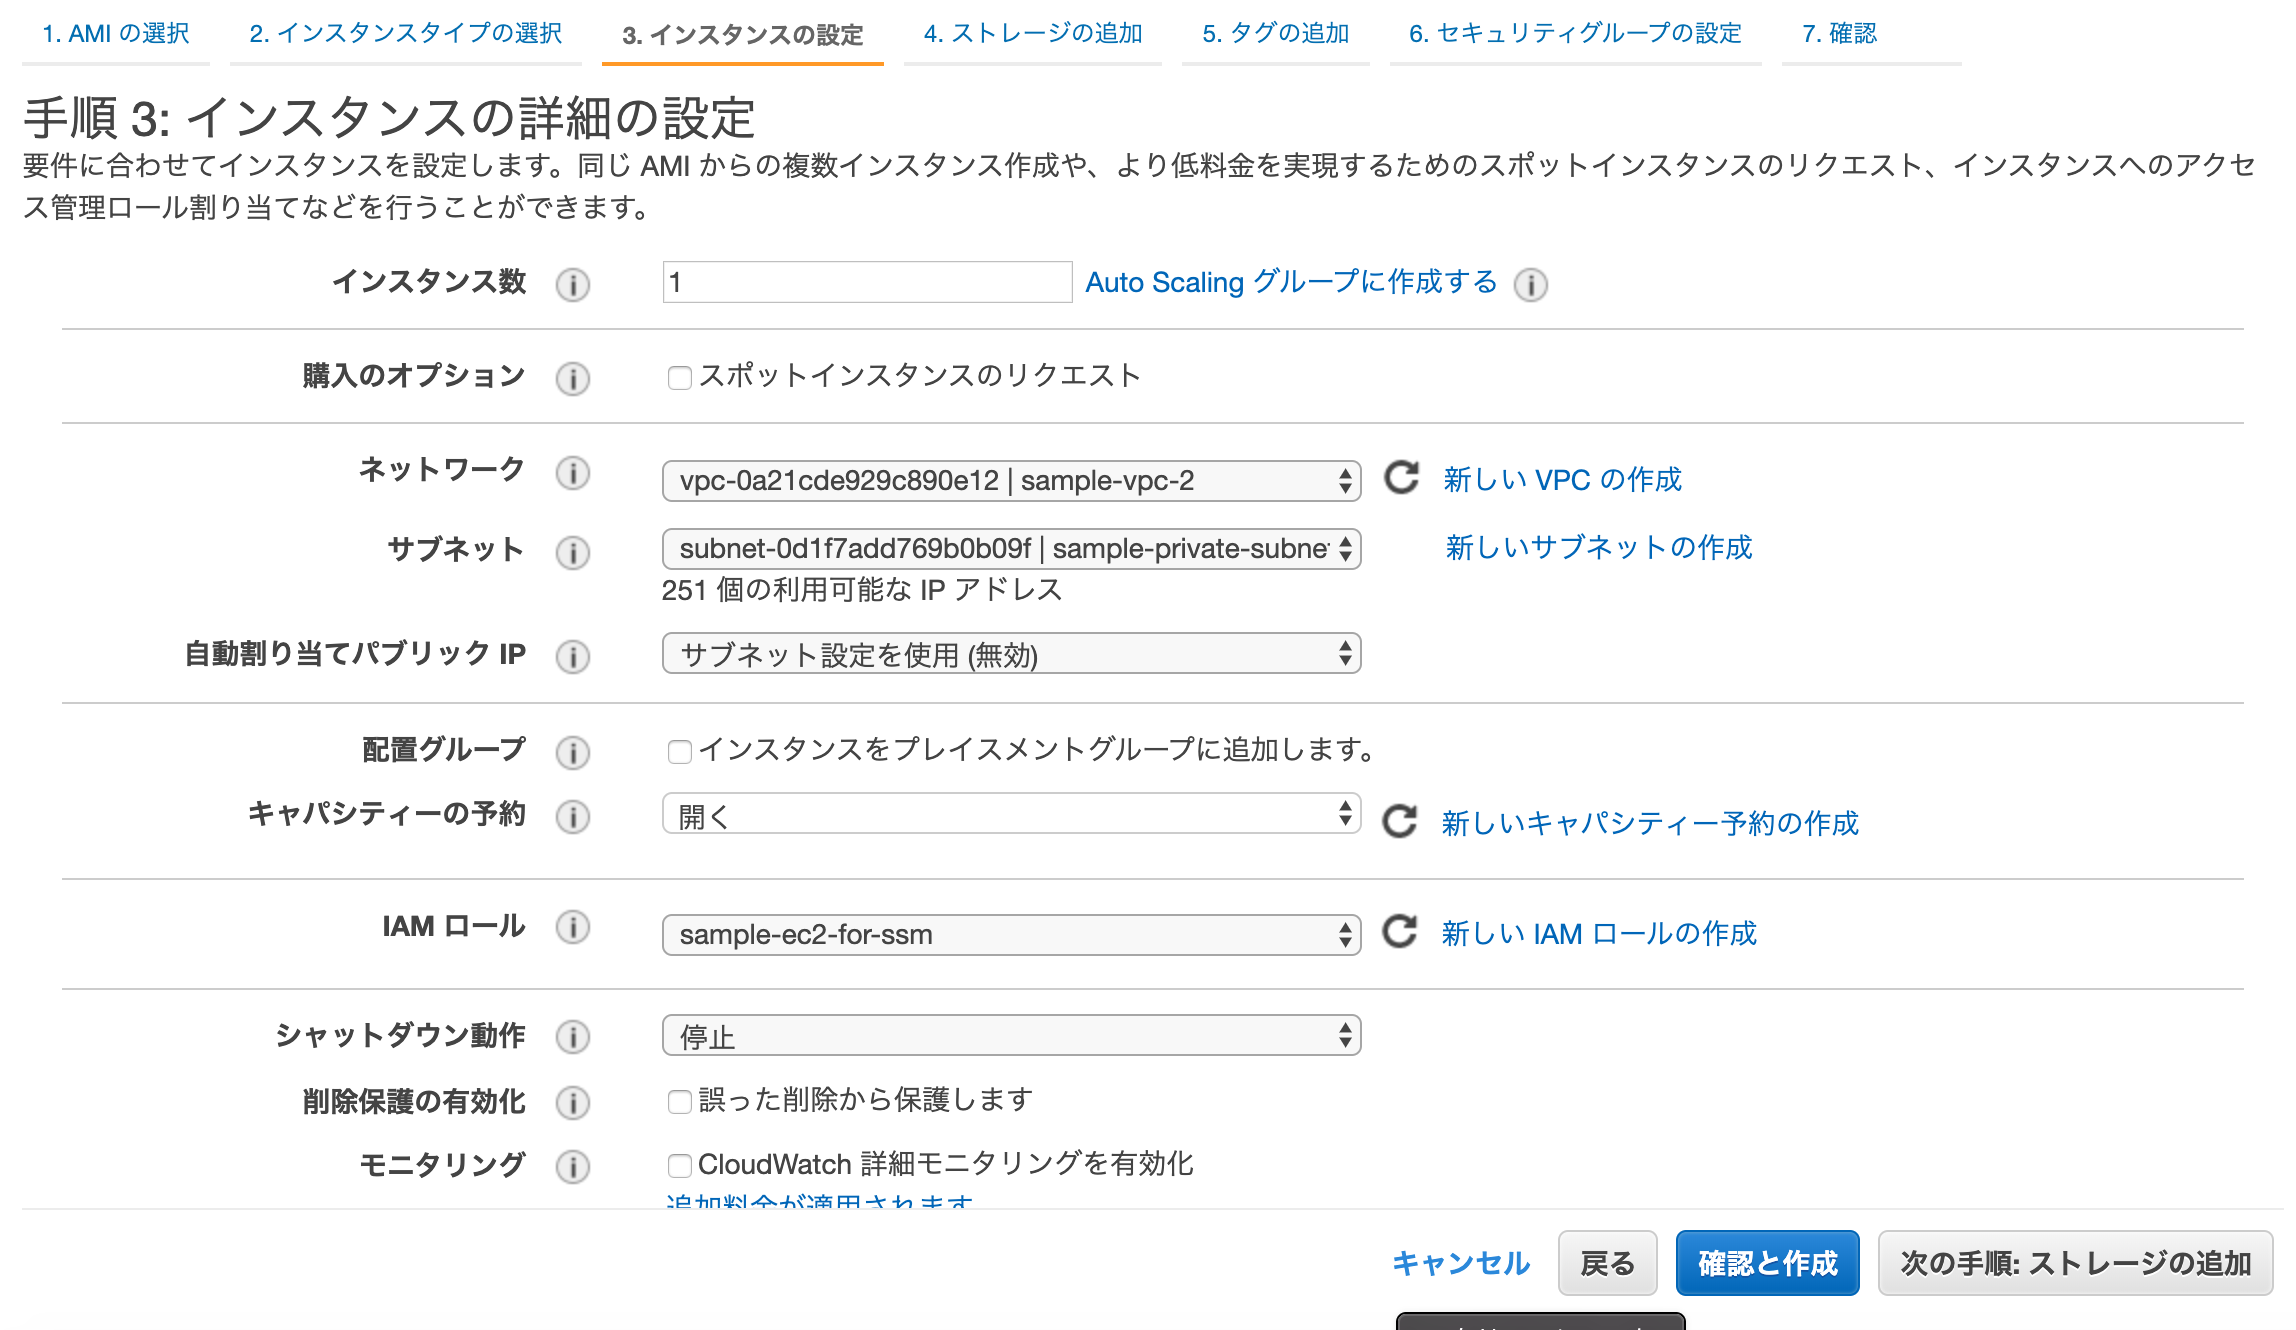 1. AMI の選択
2. インスタンスタイプの選択
3. インスタンスの設定
4. ストレージの追加
5. タグの追加
6. セキュリティグループの設定
7. 確認
手順 3: インスタンスの詳細の設定
要件に合わせてインスタンスを設定します。同じ AMI からの複数インスタンス作成や、より低料金を実現するためのスポットインスタンスのリクエスト、インスタンスへのアクセ
ス管理ロール割り当てなどを行うことができます。
インスタンス数
1
Auto Scaling グループに作成する
購入のオプション
スポットインスタンスのリクエスト
ネットワーク
vpc-0a21cde929c890e12 | sample-vpc-2
新しい VPC の作成
サブネット
subnet-0d1f7add769b0b09f | sample-private-subne
新しいサブネットの作成
251 個の利用可能な IP アドレス
自動割り当てパブリック IP
サブネット設定を使用 (無効)
配置グループ
インスタンスをプレイスメントグループに追加します。
キャパシティーの予約
開く
新しいキャパシティー予約の作成
IAM ロール
sample-ec2-for-ssm
新しい IAM ロールの作成
シャットダウン動作
停止
削除保護の有効化
誤った削除から保護します
モニタリング
CloudWatch 詳細モニタリングを有効化
追加料金が適用されます
キャンセル
戻る
確認と作成
次の手順: ストレージの追加